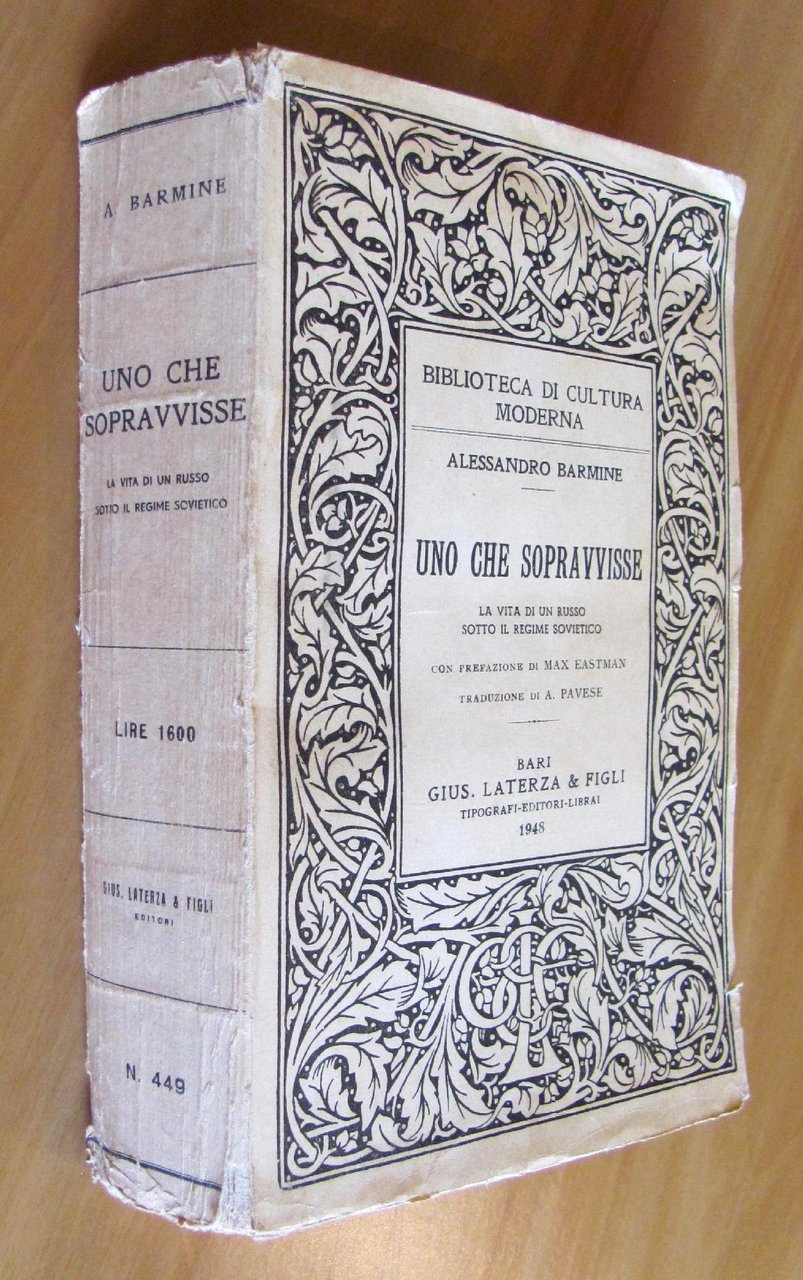 A. BARMINE
UNO CHE
SOPRAVVISSE
LA VITA DI UN RUSSO
SOTTO IL REGIME SOVIETICO
LIRE 1600
GIUS. LATERZA & FIGLI
EDITORI
N. 449
BIBLIOTECA DI CULTURA
MODERNA
ALESSANDRO BARMINE
UNO CHE SOPRAVVISSE
LA VITA DI UN RUSSO
SOTTO IL REGIME SOVIETICO
CON PREFAZIONE DI MAX EASTMAN
TRADUZIONE DI A. PAVESE
BARI
GIUS. LATERZA & FIGLI
TIPOGRAFI-EDITORI-LIBRAI
1948